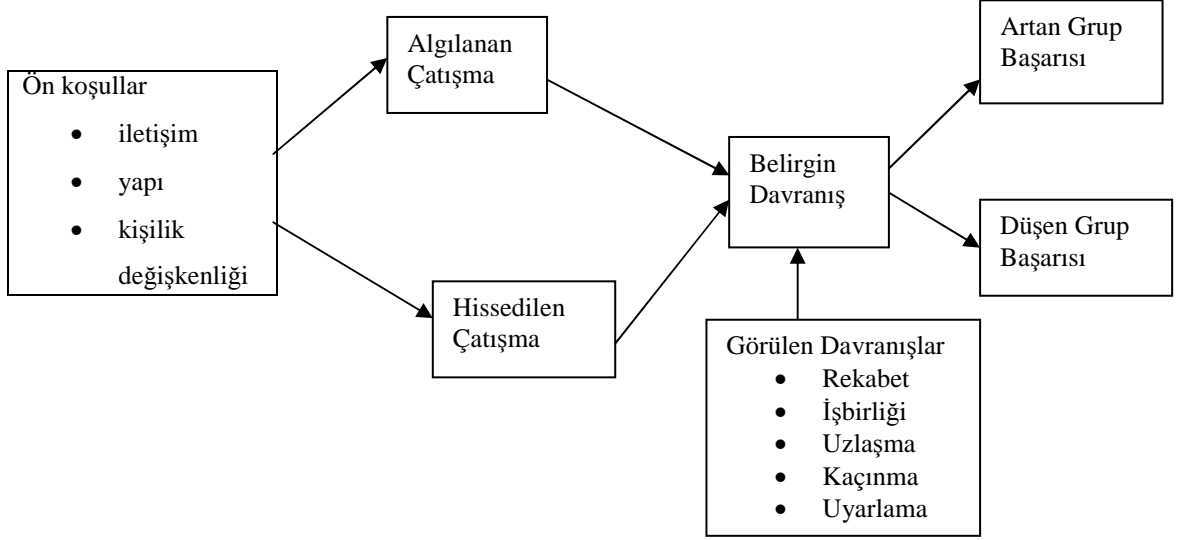 Ön koşullar
• iletişim
• yapı
• kişilik
değişkenliği
Algılanan
Çatışma
Hissedilen
Çatışma
Belirgin
Davranış
Görülen Davranışlar
• Rekabet
• İşbirliği
• Uzlaşma
• Kaçınma
• Uyarlama
Artan Grup
Başarısı
Düşen Grup
Başarısı